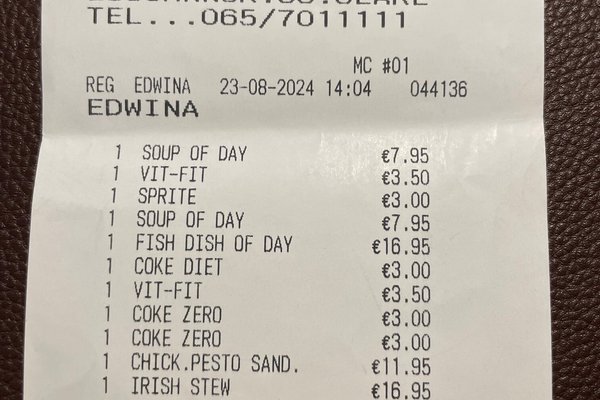 TEL...065/7011111
MC #01
REG EDWINA 23-08-2024 14:04 044136
EDWINA
1 SOUP OF DAY €7.95
1 VIT-FIT €3.50
1 SPRITE €3.00
1 SOUP OF DAY €7.95
1 FISH DISH OF DAY €16.95
1 COKE DIET €3.00
1 VIT-FIT €3.50
1 COKE ZERO €3.00
1 COKE ZERO €3.00
1 CHICK.PESTO SAND. €11.95
1 IRISH STEW €16.95